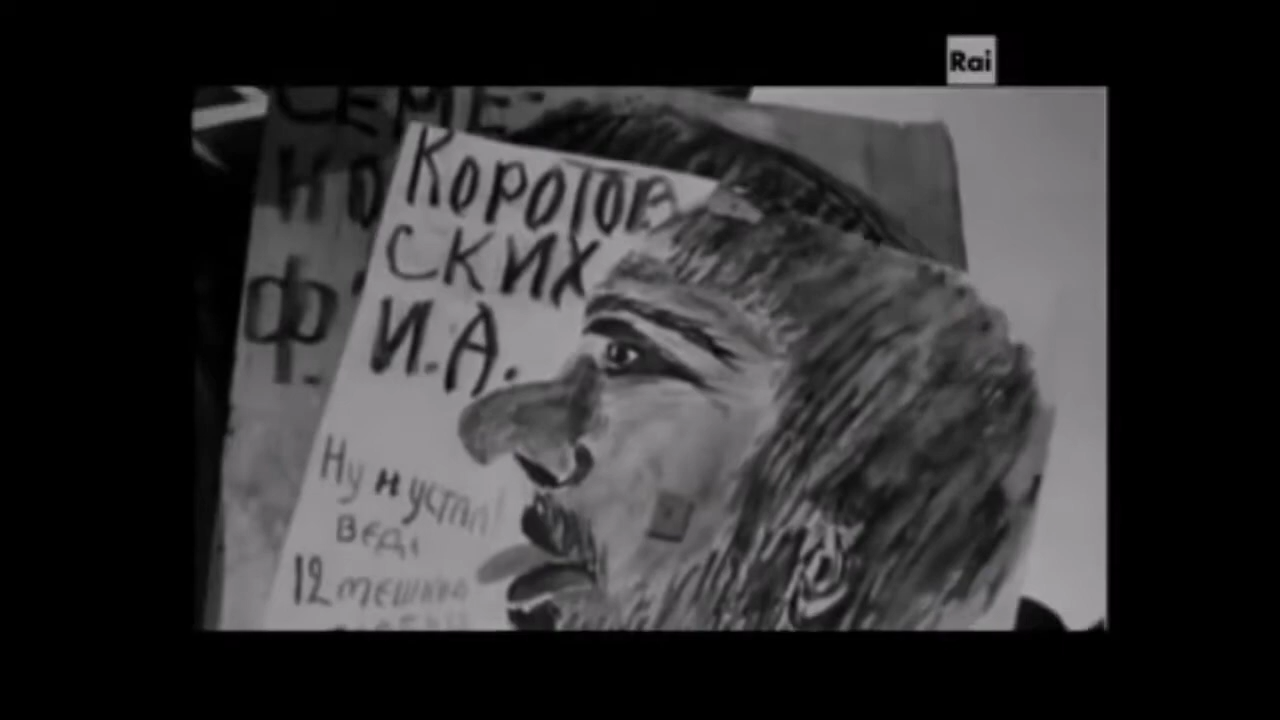 Rai
СЕМЕ-
НО
Ф
КОРОТОВ
СКИХ
И.А.
Ну и устал!
ведь
12 мешков